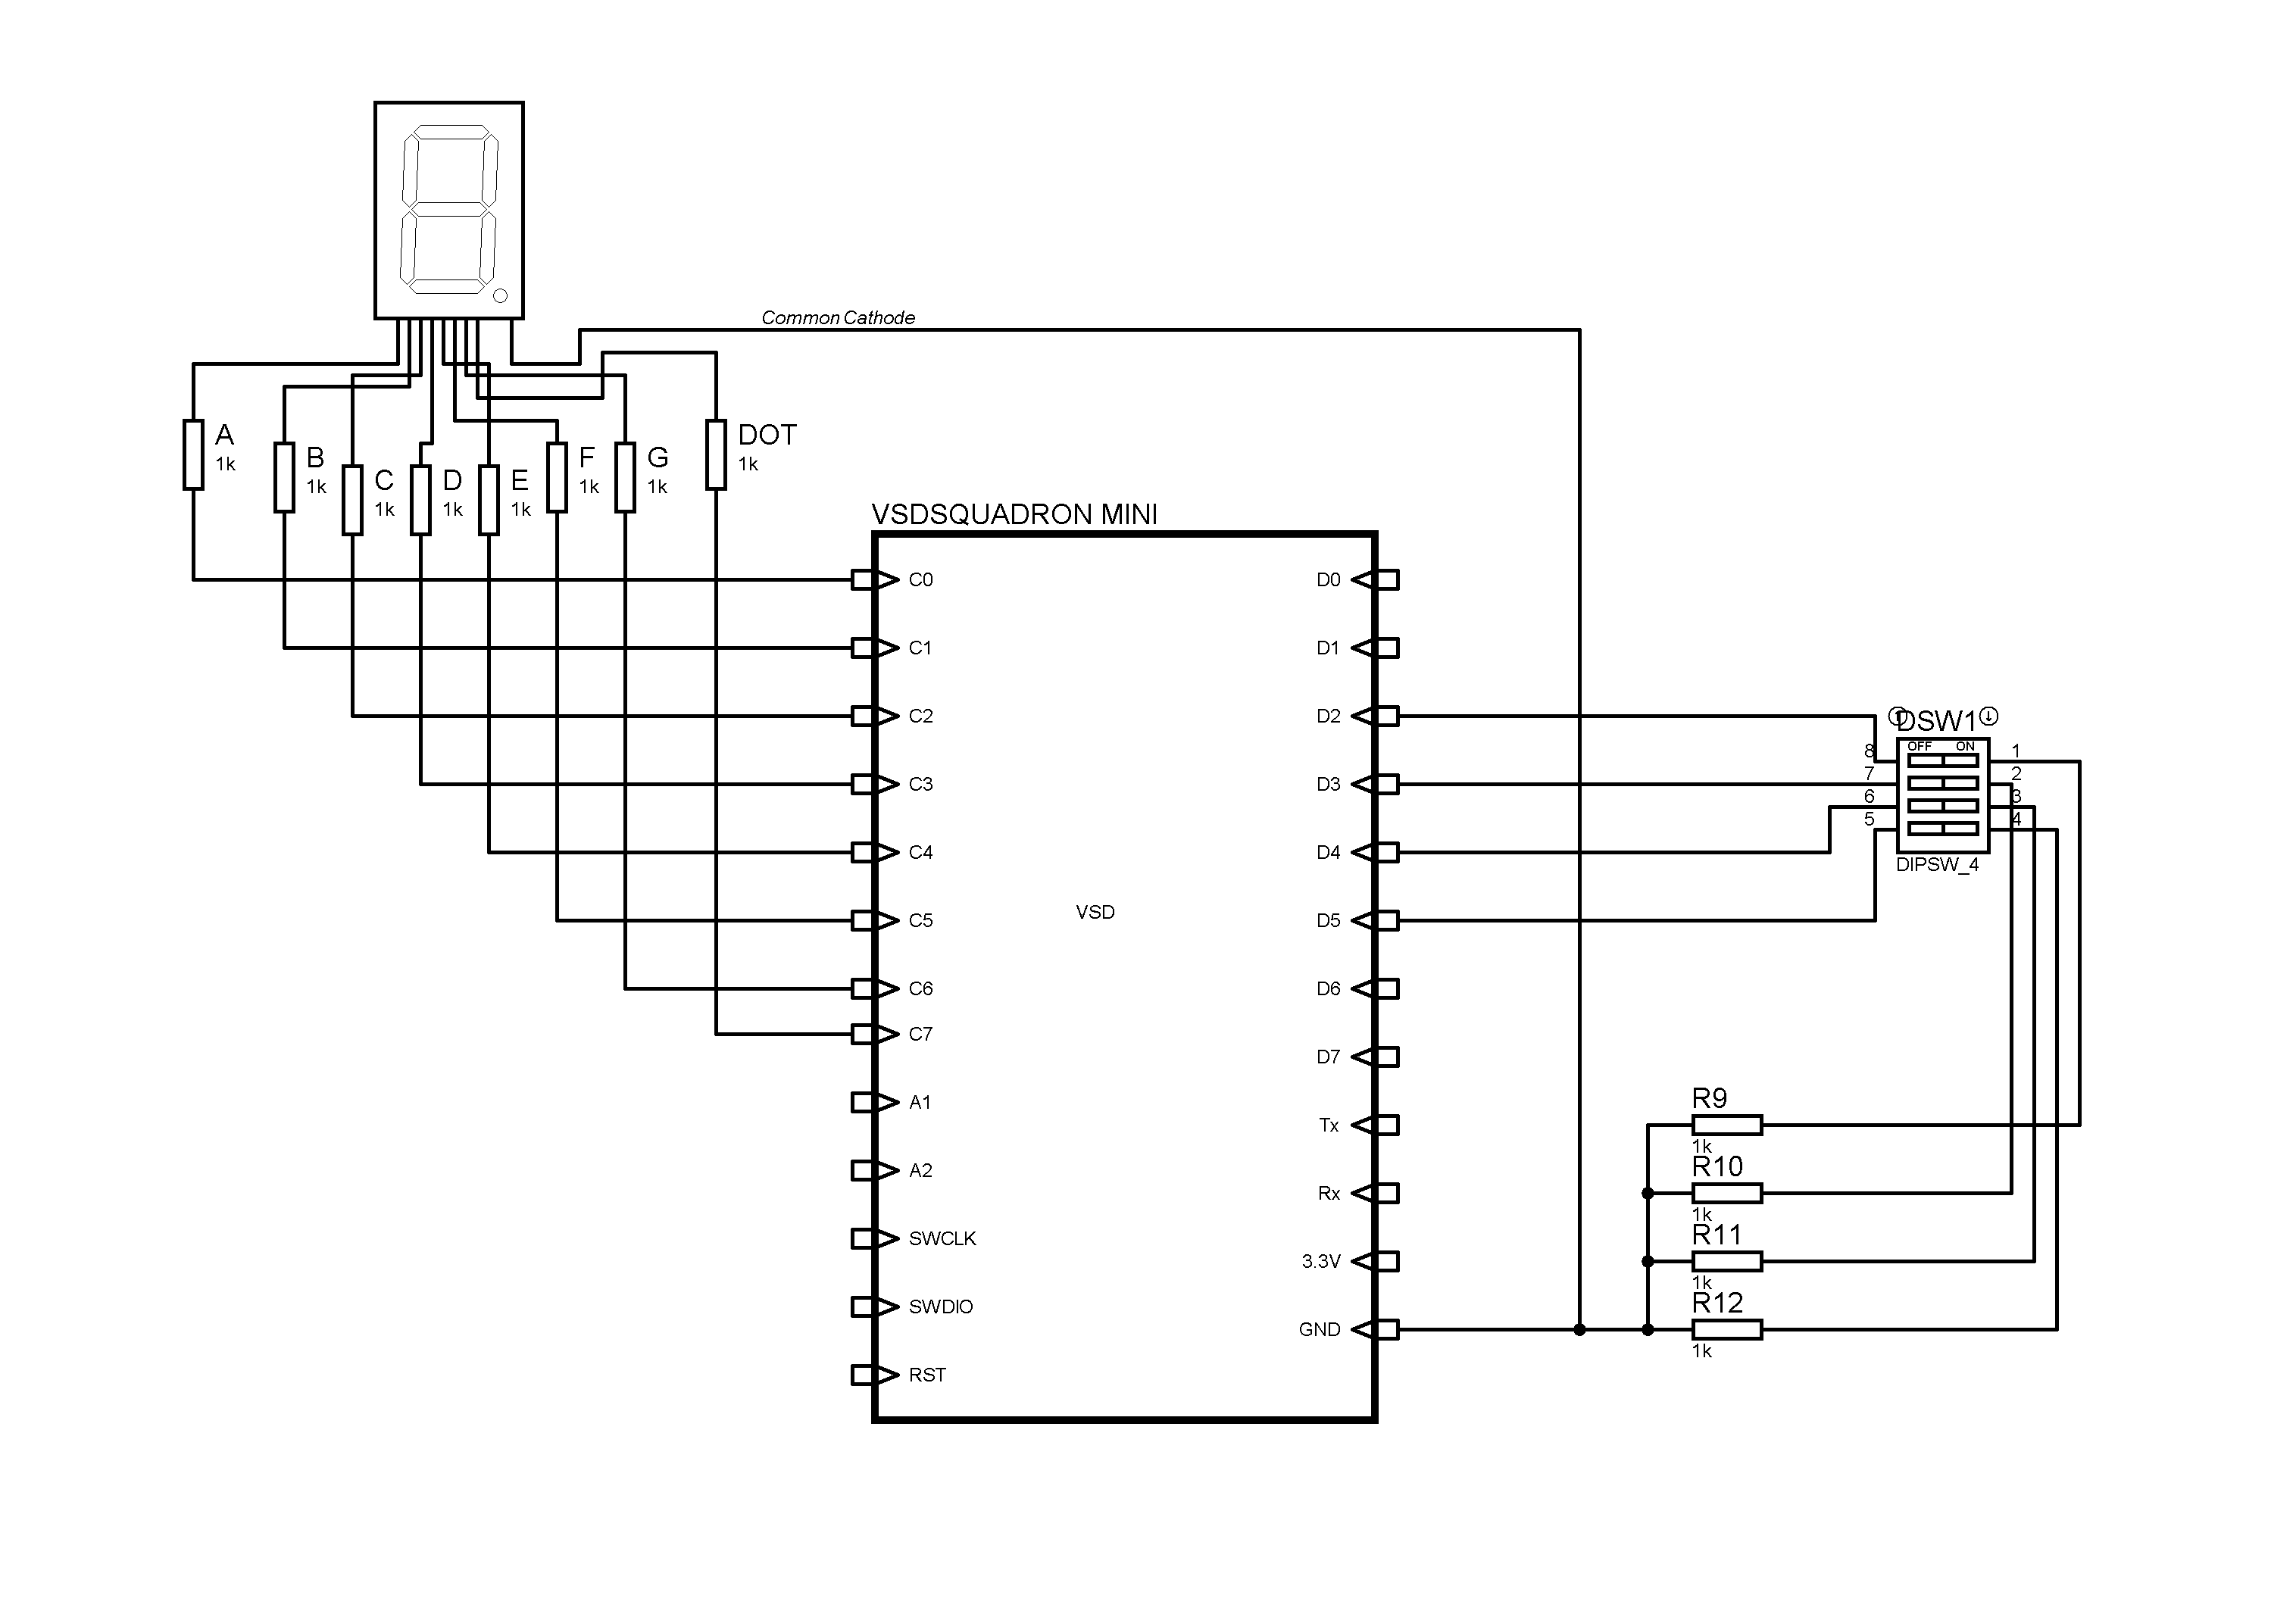 Common Cathode
A
1k
B
1k
C
1k
D
1k
E
1k
F
1k
G
1k
DOT
1k
VSDSQUADRON MINI
C0
C1
C2
C3
C4
C5
C6
C7
A1
A2
SWCLK
SWDIO
RST
VSD
D0
D1
D2
D3
D4
D5
D6
D7
Tx
Rx
3.3V
GND
DSW1
OFF ON
8
7
6
5
1
2
3
4
DIPSW_4
R9
1k
R10
1k
R11
1k
R12
1k